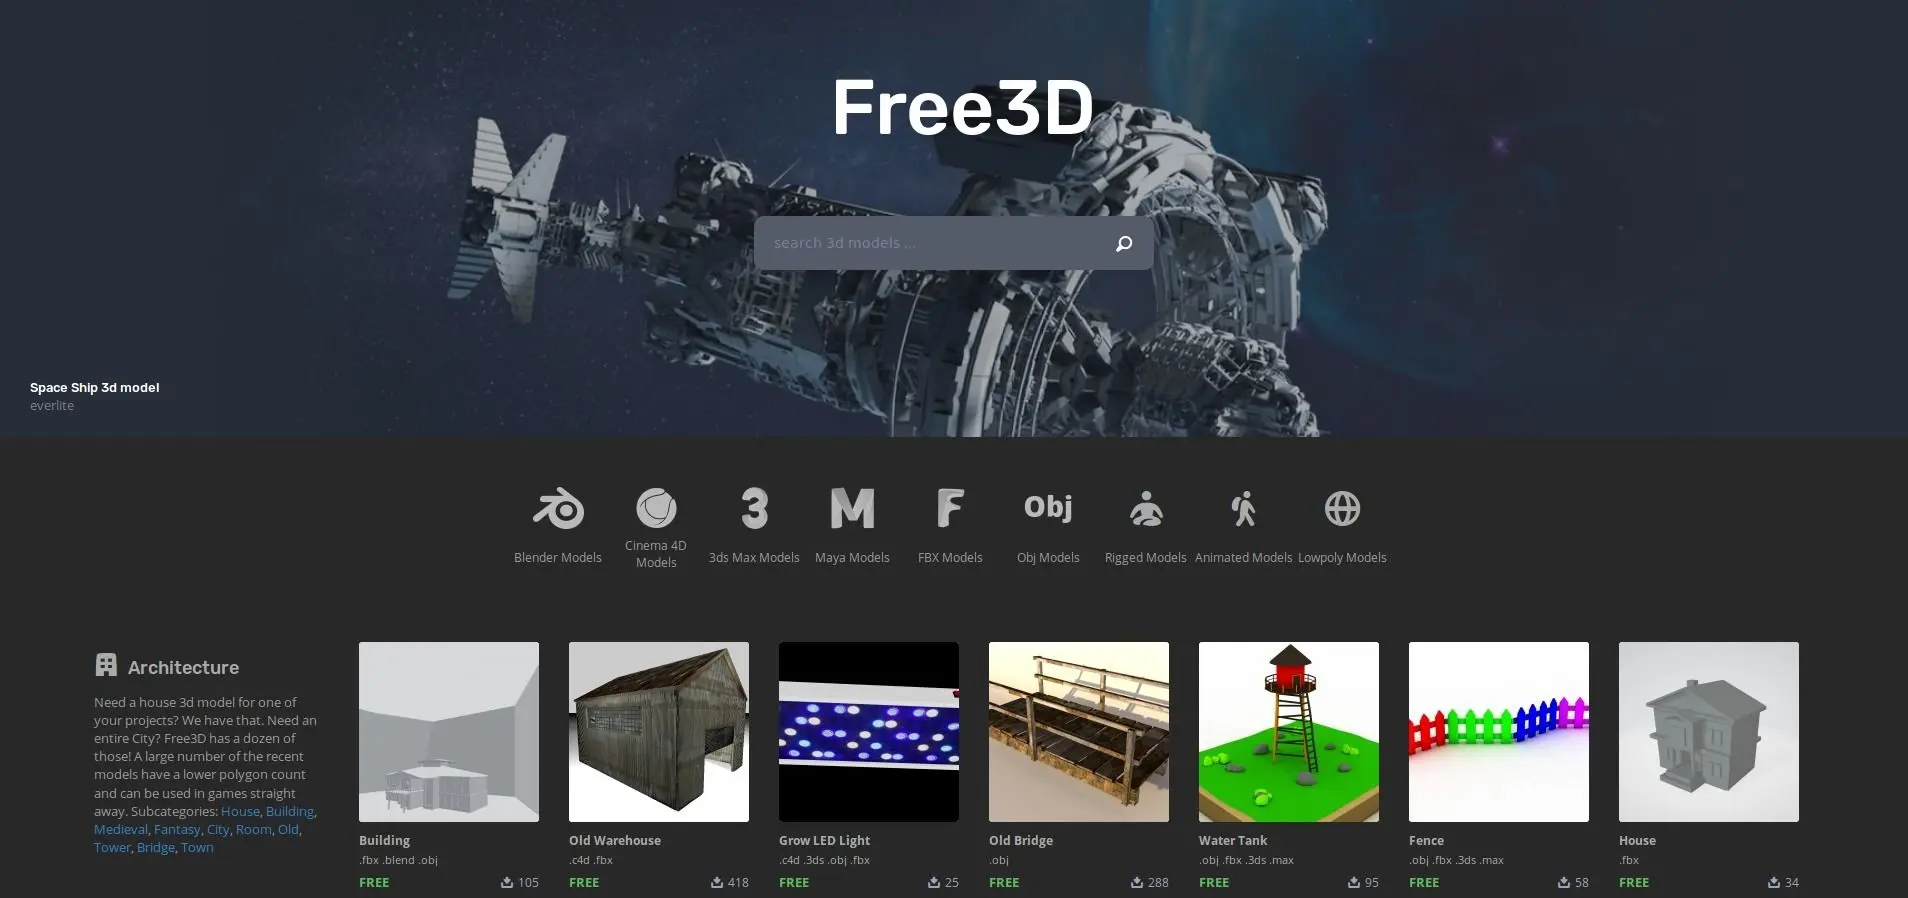 Free3D
search 3d models ...
Space Ship 3d model
everlite
Obj
Blender Models
Cinema 4D
Models
3ds Max Models
Maya Models
FBX Models
Obj Models
Rigged Models
Animated Models
Lowpoly Models
Architecture
Need a house 3d model for one of
your projects? We have that. Need an
entire City? Free3D has a dozen of
those! A large number of the recent
models have a lower polygon count
and can be used in games straight
away. Subcategories: House, Building,
Medieval, Fantasy, City, Room, Old,
Tower, Bridge, Town
Building
.fbx .blend .obj
FREE 105
Old Warehouse
.c4d .fbx
FREE 418
Grow LED Light
.c4d .3ds .obj .fbx
FREE 25
Old Bridge
.obj
FREE 288
Water Tank
.obj .fbx .3ds .max
FREE 95
Fence
.obj .fbx .3ds .max
FREE 58
House
.fbx
FREE 34